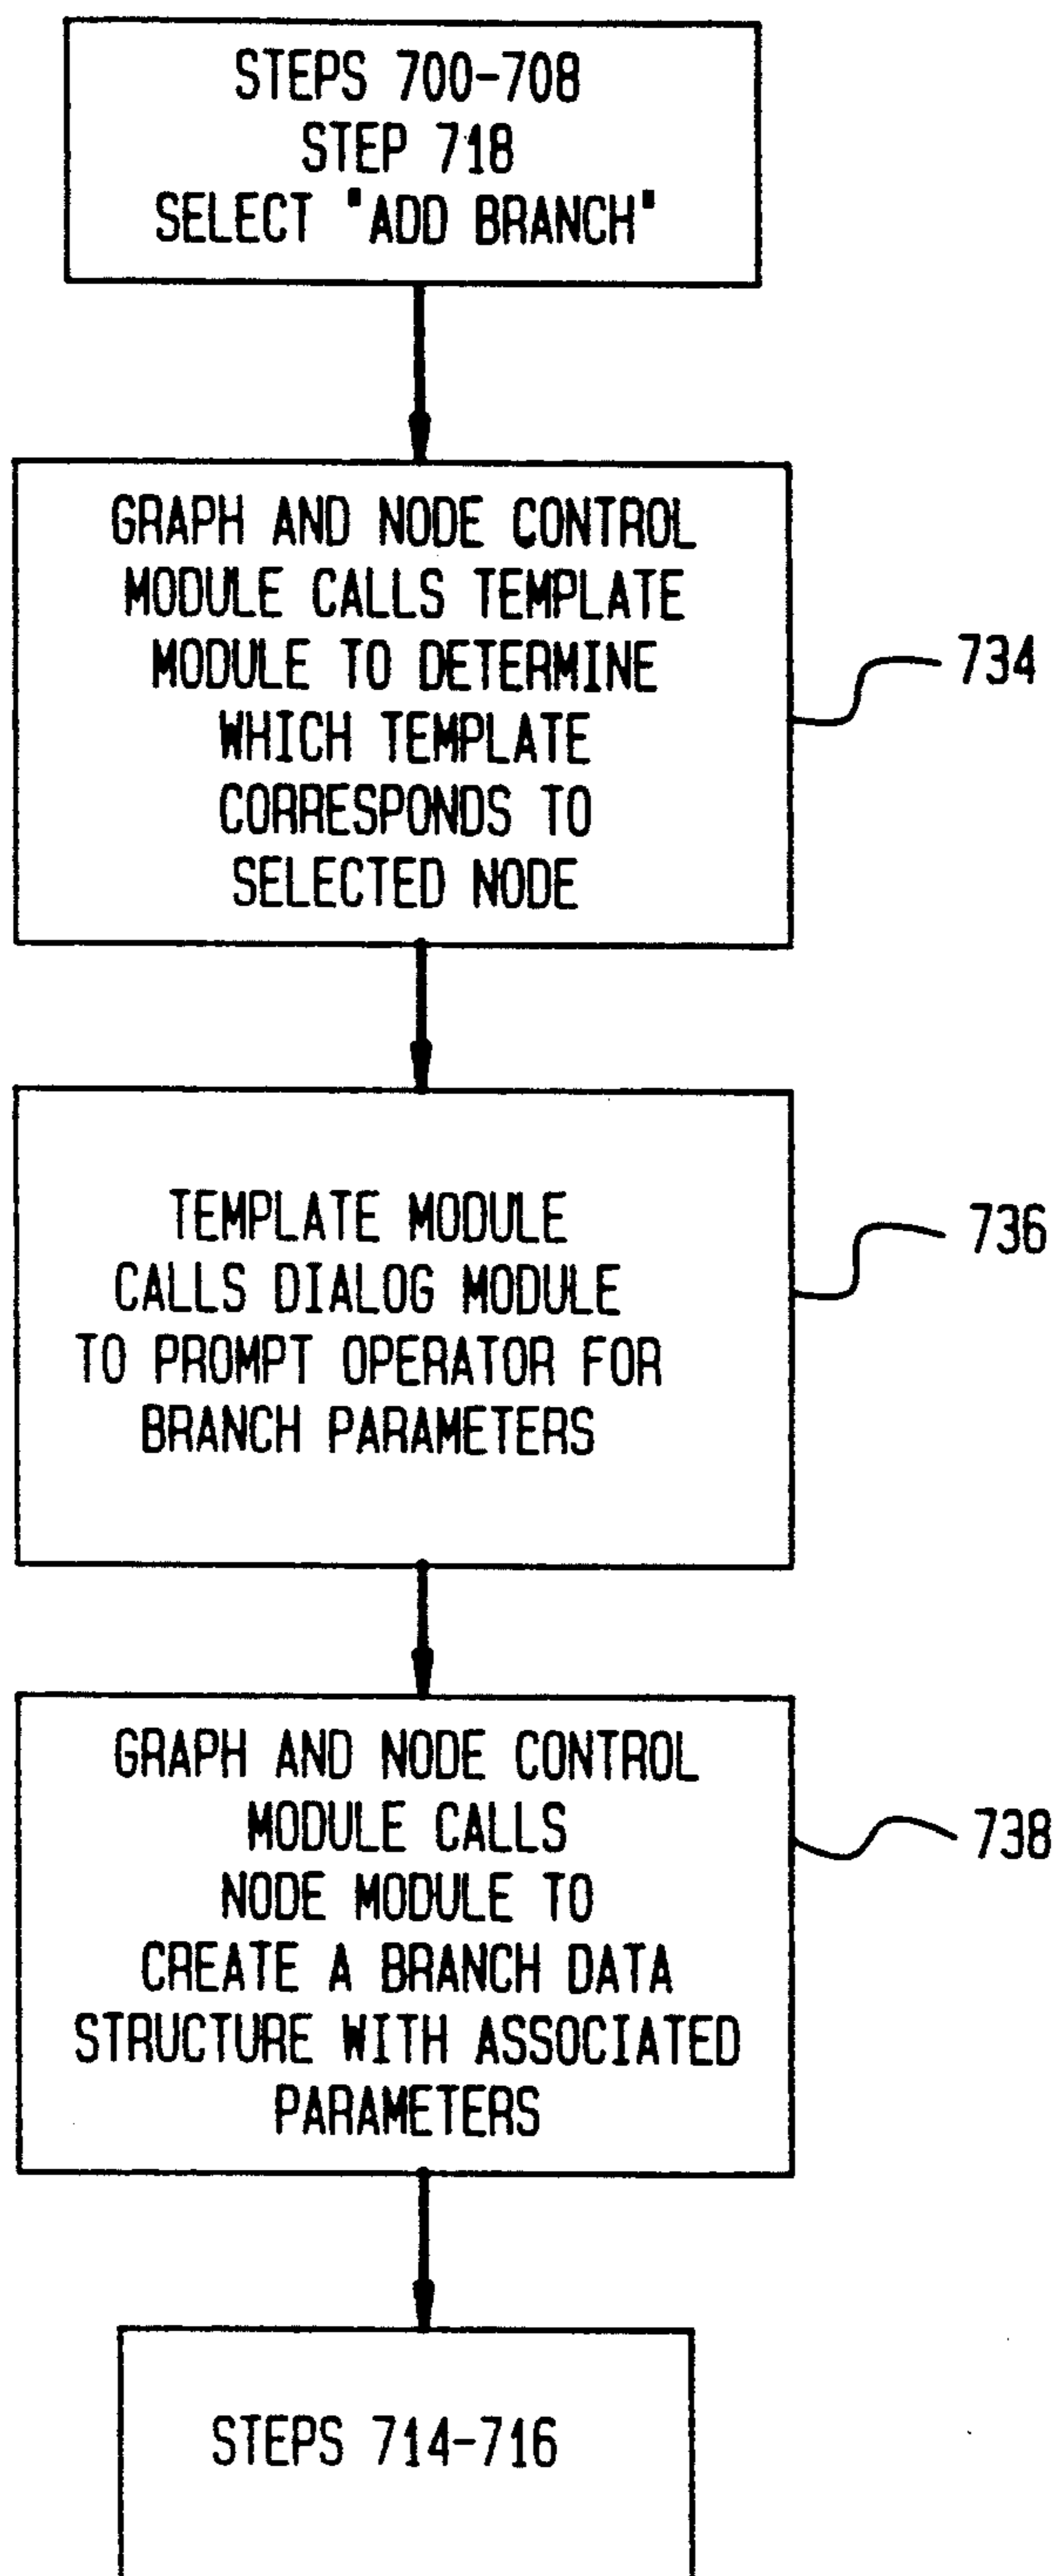 STEPS 700-708
STEP 718
SELECT "ADD BRANCH"
GRAPH AND NODE CONTROL
MODULE CALLS TEMPLATE
MODULE TO DETERMINE
WHICH TEMPLATE
CORRESPONDS TO
SELECTED NODE
734
TEMPLATE MODULE
CALLS DIALOG MODULE
TO PROMPT OPERATOR FOR
BRANCH PARAMETERS
736
GRAPH AND NODE CONTROL
MODULE CALLS
NODE MODULE TO
CREATE A BRANCH DATA
STRUCTURE WITH ASSOCIATED
PARAMETERS
738
STEPS 714-716